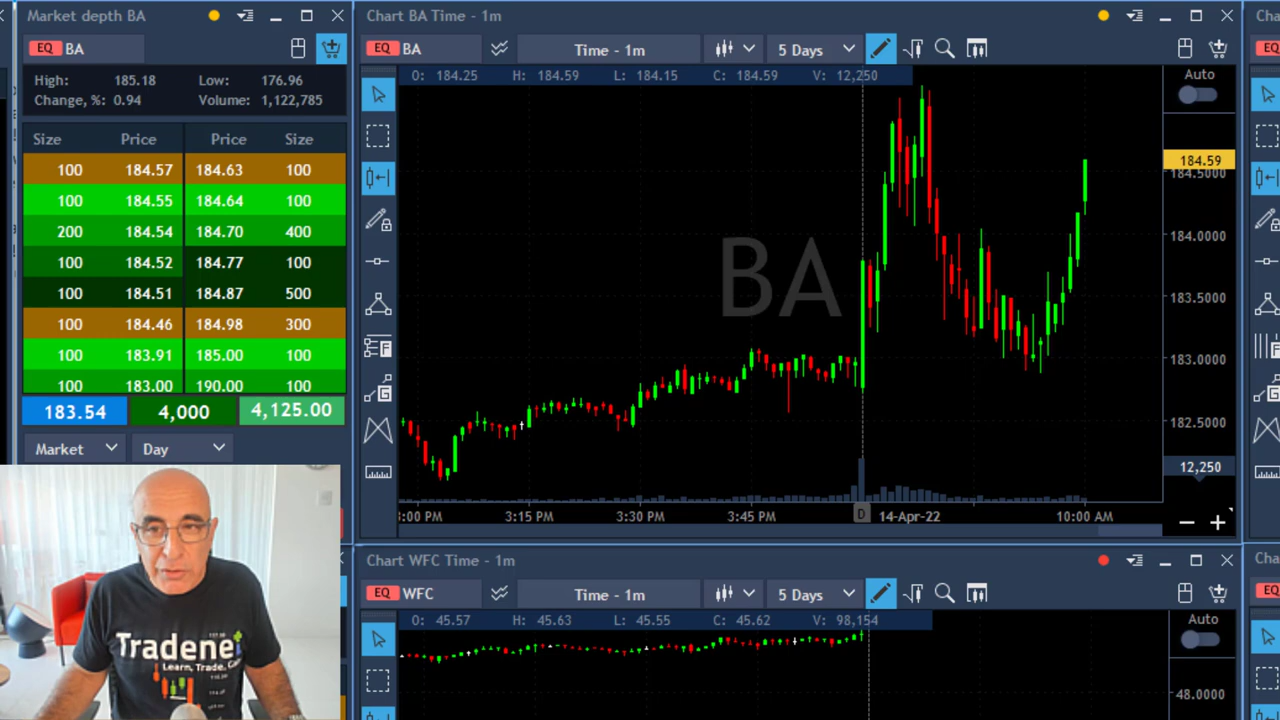 Market depth BA
EQ BA
High: 185.18 Low: 176.96
Change, %: 0.94 Volume: 1,122,785
Size Price Price Size
100 184.57 184.63 100
100 184.55 184.64 100
200 184.54 184.70 400
100 184.52 184.77 100
100 184.51 184.87 500
100 184.46 184.98 300
100 183.91 185.00 100
100 183.00 190.00 100
183.54 4,000 4,125.00
Market Day
Chart BA Time - 1m
EQ BA Time - 1m 5 Days
O: 184.25 H: 184.59 L: 184.15 C: 184.59 V: 12,250
Auto
BA
184.59
184.5000
184.0000
183.5000
183.0000
182.5000
12,250
3:15 PM 3:30 PM 3:45 PM D 14-Apr-22 10:00 AM
F
G
Chart WFC Time - 1m
EQ WFC Time - 1m 5 Days
O: 45.57 H: 45.63 L: 45.55 C: 45.62 V: 98,154
Auto
48.0000
Cha
EQ
F
G
Cha
EQ
Tradenet
Learn, Trade.